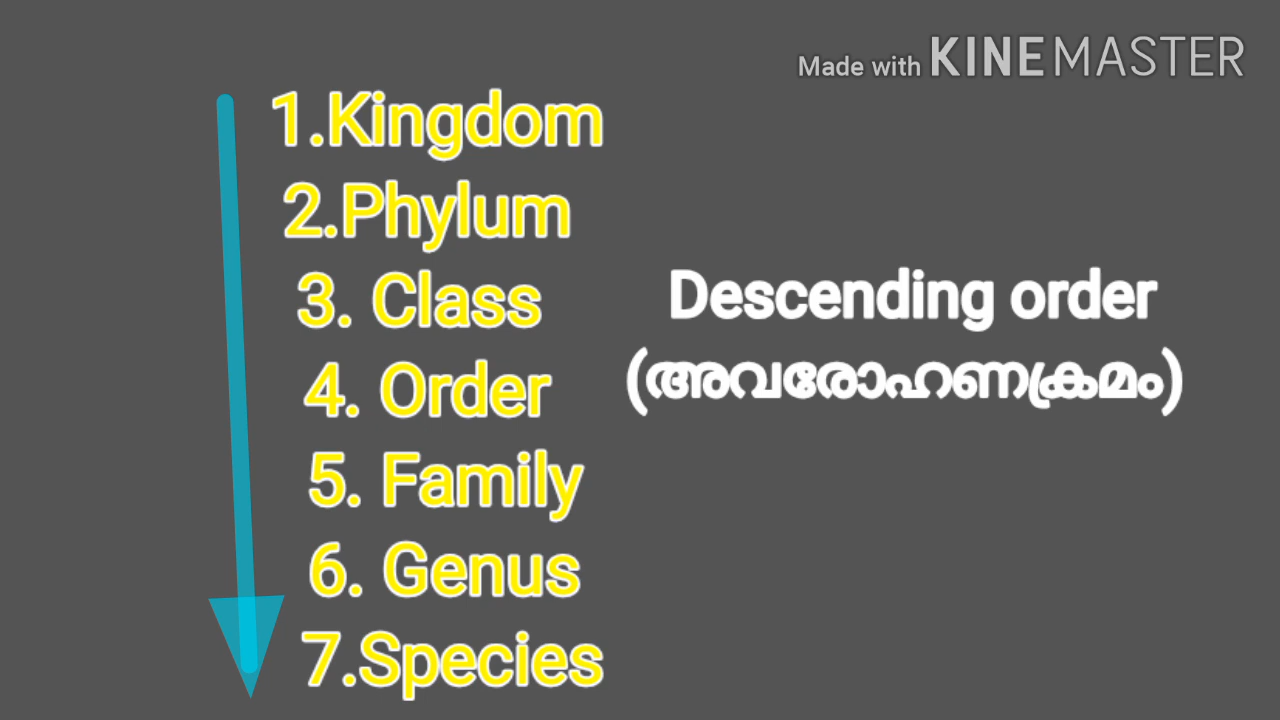 Made with KINEMASTER
1.Kingdom
2.Phylum
3. Class
4. Order
5. Family
6. Genus
7.Species
Descending order
(അവരോഹണക്രമം)